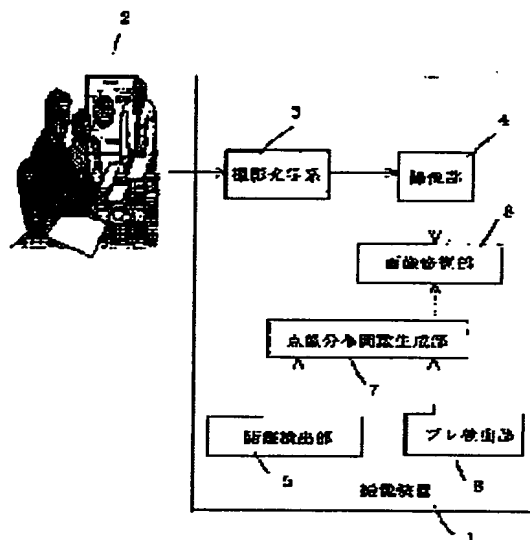 2
3
4
撮影光学系
撮像部
8
画像修復部
点像分布関数生成部
7
距離検出部
ブレ検出部
5
撮像装置
1